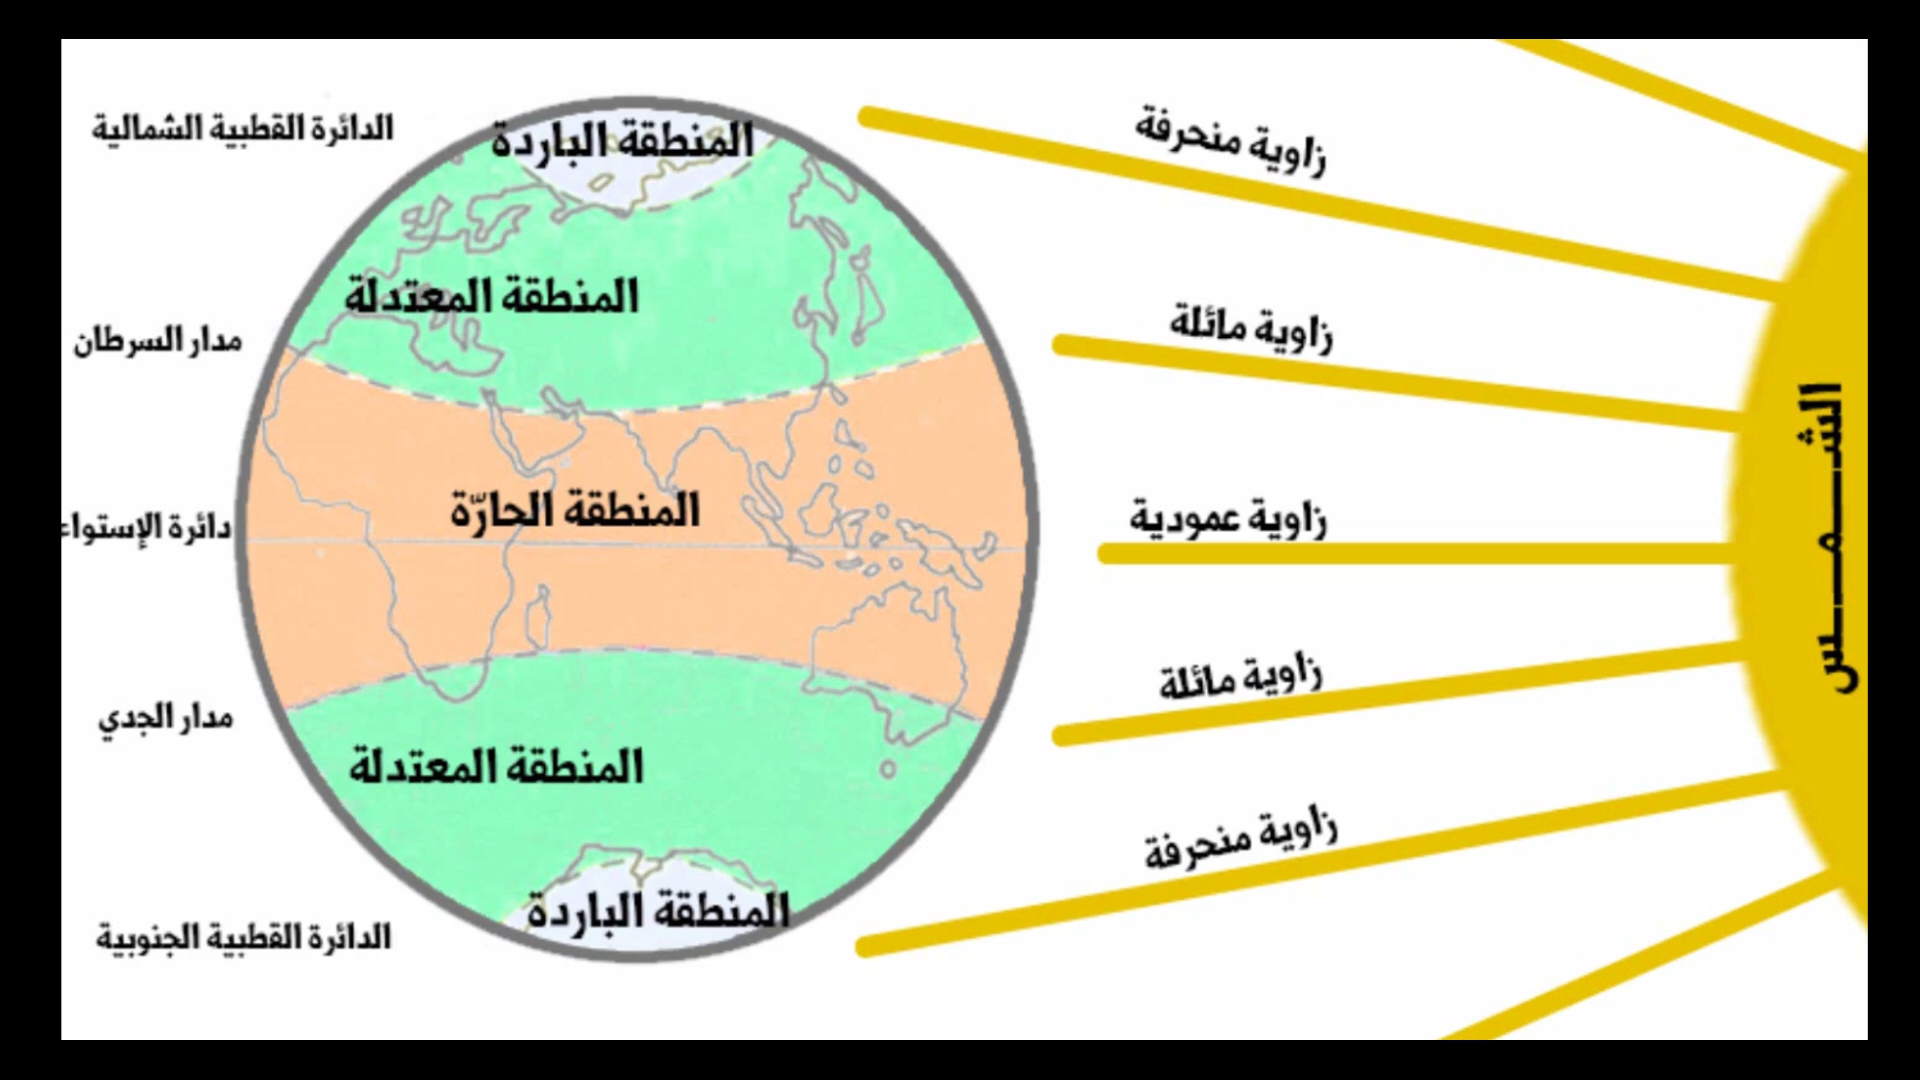 الدائرة القطبية الشمالية
المنطقة الباردة
زاوية منحرفة
المنطقة المعتدلة
مدار السرطان
زاوية مائلة
المنطقة الحارّة
دائرة الإستواء
زاوية عمودية
الشـمـس
زاوية مائلة
مدار الجدي
المنطقة المعتدلة
زاوية منحرفة
المنطقة الباردة
الدائرة القطبية الجنوبية